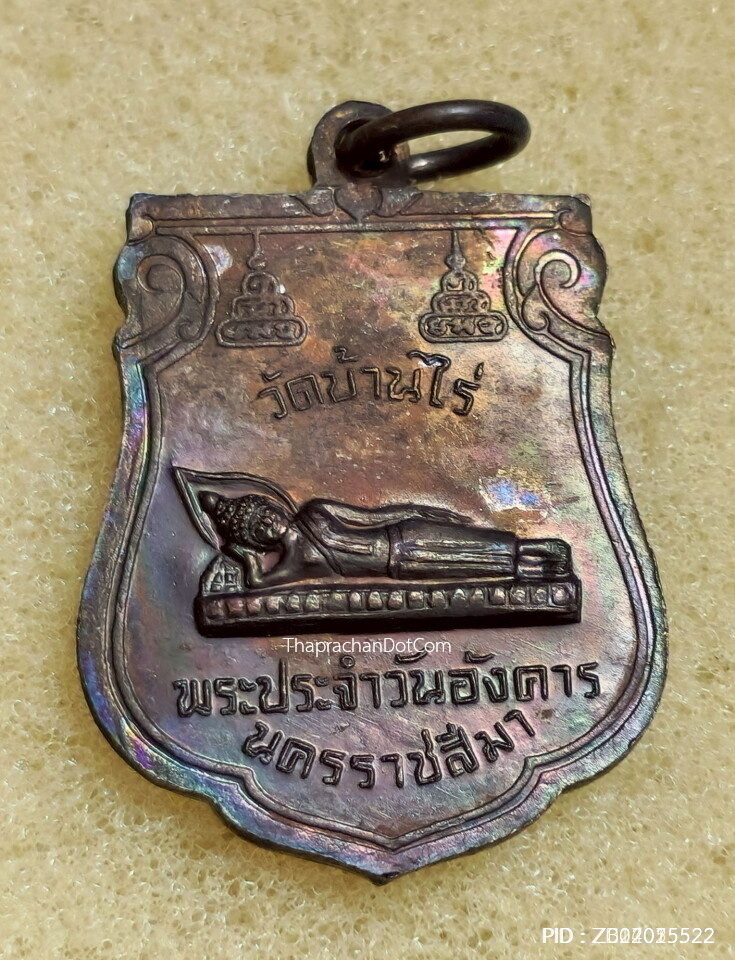 วัดบ้านไร่
ThaprachanDotCom
พระประจำวันอังคาร
นครราชสีมา
PID :